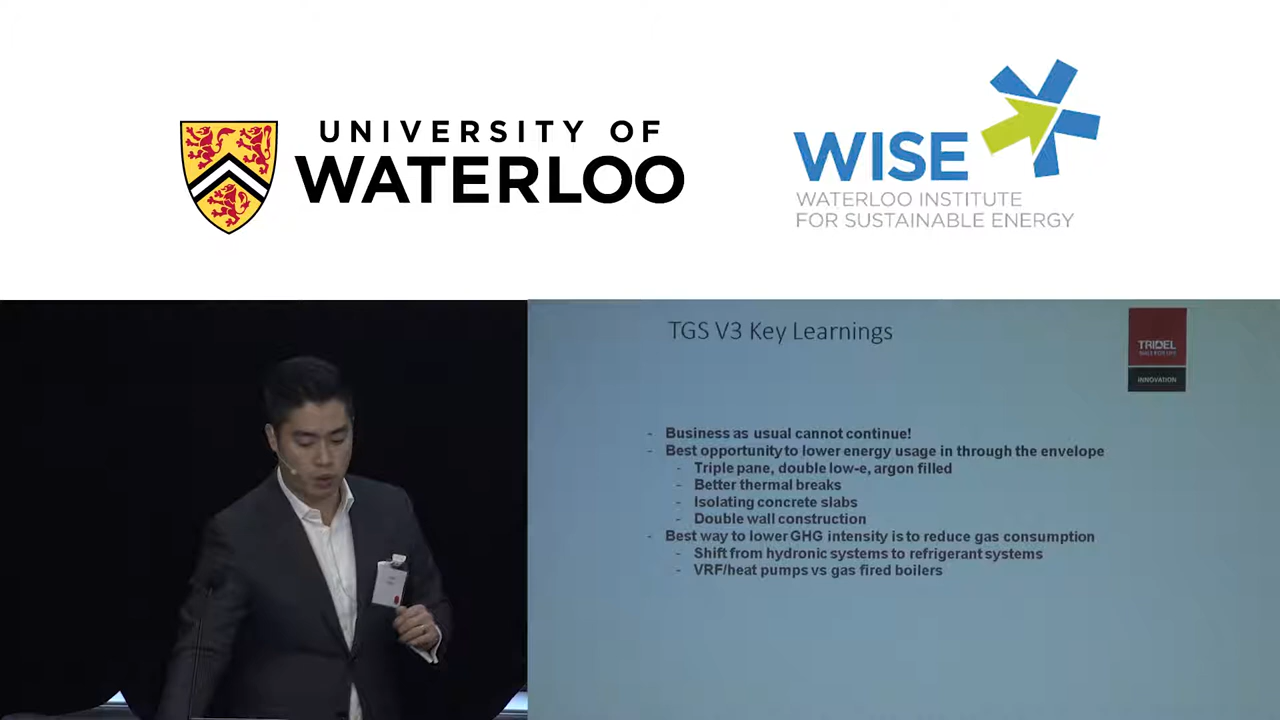 UNIVERSITY OF
WATERLOO
WISE
WATERLOO INSTITUTE
FOR SUSTAINABLE ENERGY
TGS V3 Key Learnings
TRIDEL
BUILT FOR LIFE
INNOVATION
- Business as usual cannot continue!
- Best opportunity to lower energy usage in through the envelope
- Triple pane, double low-e, argon filled
- Better thermal breaks
- Isolating concrete slabs
- Double wall construction
- Best way to lower GHG intensity is to reduce gas consumption
- Shift from hydronic systems to refrigerant systems
- VRF/heat pumps vs gas fired boilers